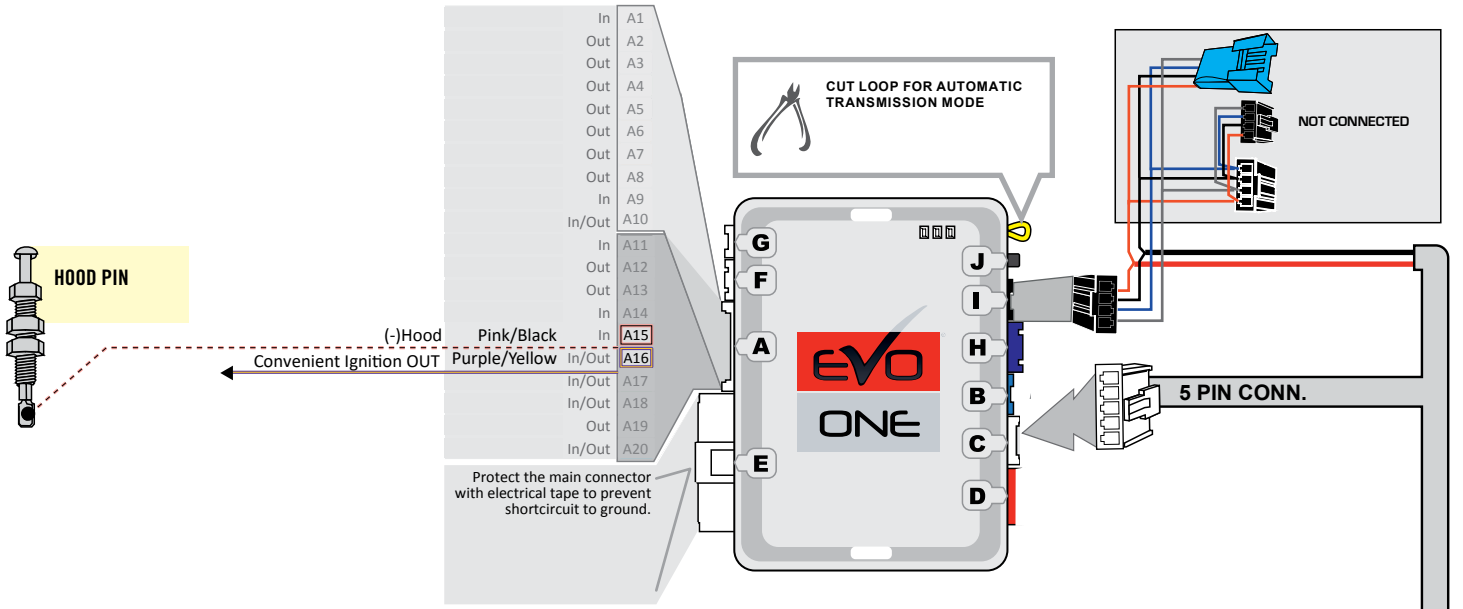 In A1
Out A2
Out A3
Out A4
Out A5
Out A6
Out A7
Out A8
In A9
In/Out A10
In A11
Out A12
Out A13
In A14
(-)Hood Pink/Black In A15
Convenient Ignition OUT Purple/Yellow In/Out A16
In/Out A17
In/Out A18
Out A19
In/Out A20
HOOD PIN
Protect the main connector
with electrical tape to prevent
shortcircuit to ground.
CUT LOOP FOR AUTOMATIC
TRANSMISSION MODE
NOT CONNECTED
G
F
A
E
J
I
H
B
C
D
EVO
ONE
5 PIN CONN.